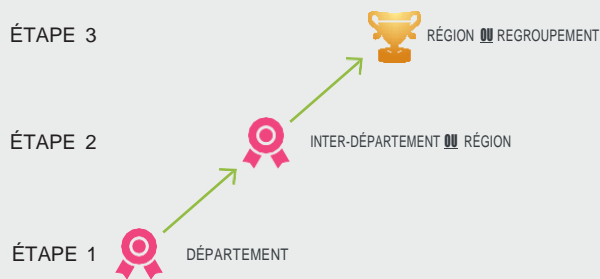 ÉTAPE 3
RÉGION OU REGROUPEMENT
ÉTAPE 2
INTER-DÉPARTEMENT OU RÉGION
ÉTAPE 1
DÉPARTEMENT